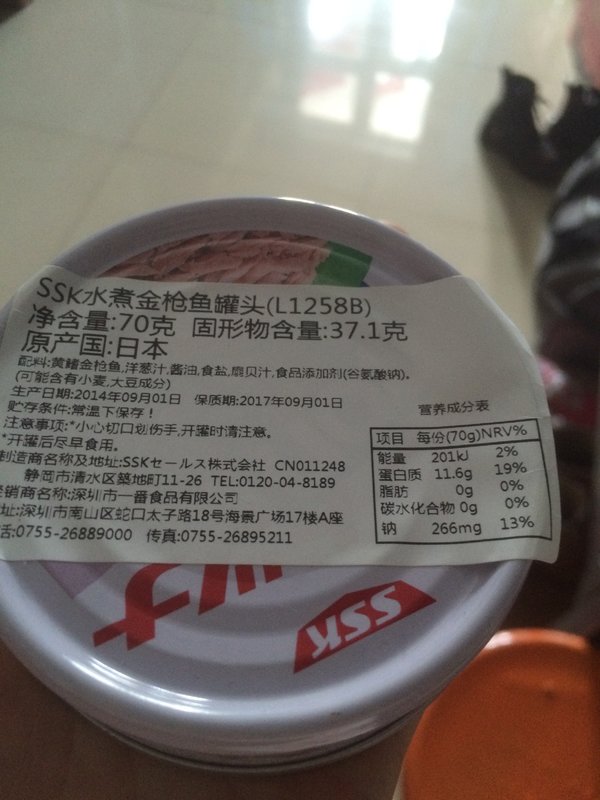 SSK水煮金枪鱼罐头(L1258B)
净含量:70克 固形物含量:37.1克
原产国:日本
配料:黄鳍金枪鱼,洋葱汁,酱油,食盐,扇贝汁,食品添加剂(谷氨酸钠)。
(可能含有小麦,大豆成分)
生产日期:2014年09月01日 保质期:2017年09月01日
贮存条件:常温下保存！
注意事项:*小心切口划伤手,开罐时请注意。
*开罐后尽早食用。
制造商名称及地址:SSKセールス株式会社 CN011248
静岡市清水区築地町11-26 TEL:0120-04-8189
经销商名称:深圳市一番食品有限公司
址:深圳市南山区蛇口太子路18号海景广场17楼A座
话:0755-26889000 传真:0755-26895211
营养成分表
项目 每份(70g) NRV%
能量 201kJ 2%
蛋白质 11.6g 19%
脂肪 0g 0%
碳水化合物 0g 0%
钠 266mg 13%
SSK